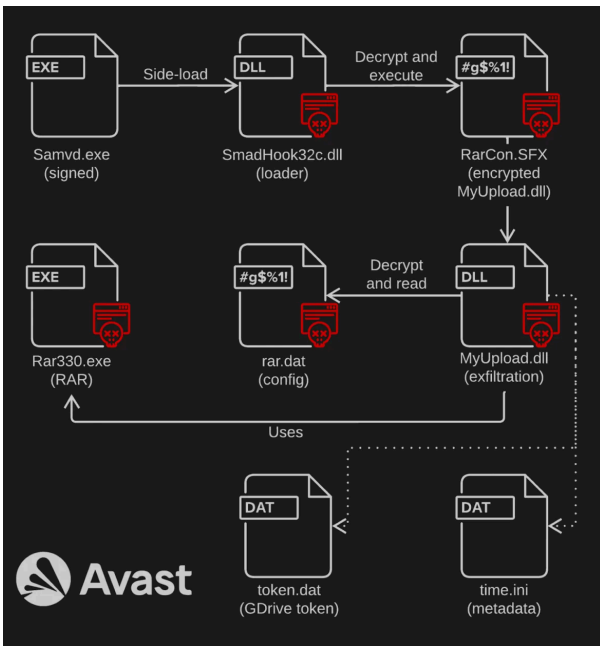 EXE
Side-load
DLL
Decrypt and
execute
#g$%1!
Samvd.exe
(signed)
SmadHook32c.dll
(loader)
RarCon.SFX
(encrypted
MyUpload.dll)
EXE
#g$%1!
Decrypt
and read
DLL
Rar330.exe
(RAR)
rar.dat
(config)
MyUpload.dll
(exfiltration)
Uses
DAT
DAT
Avast
token.dat
(GDrive token)
time.ini
(metadata)